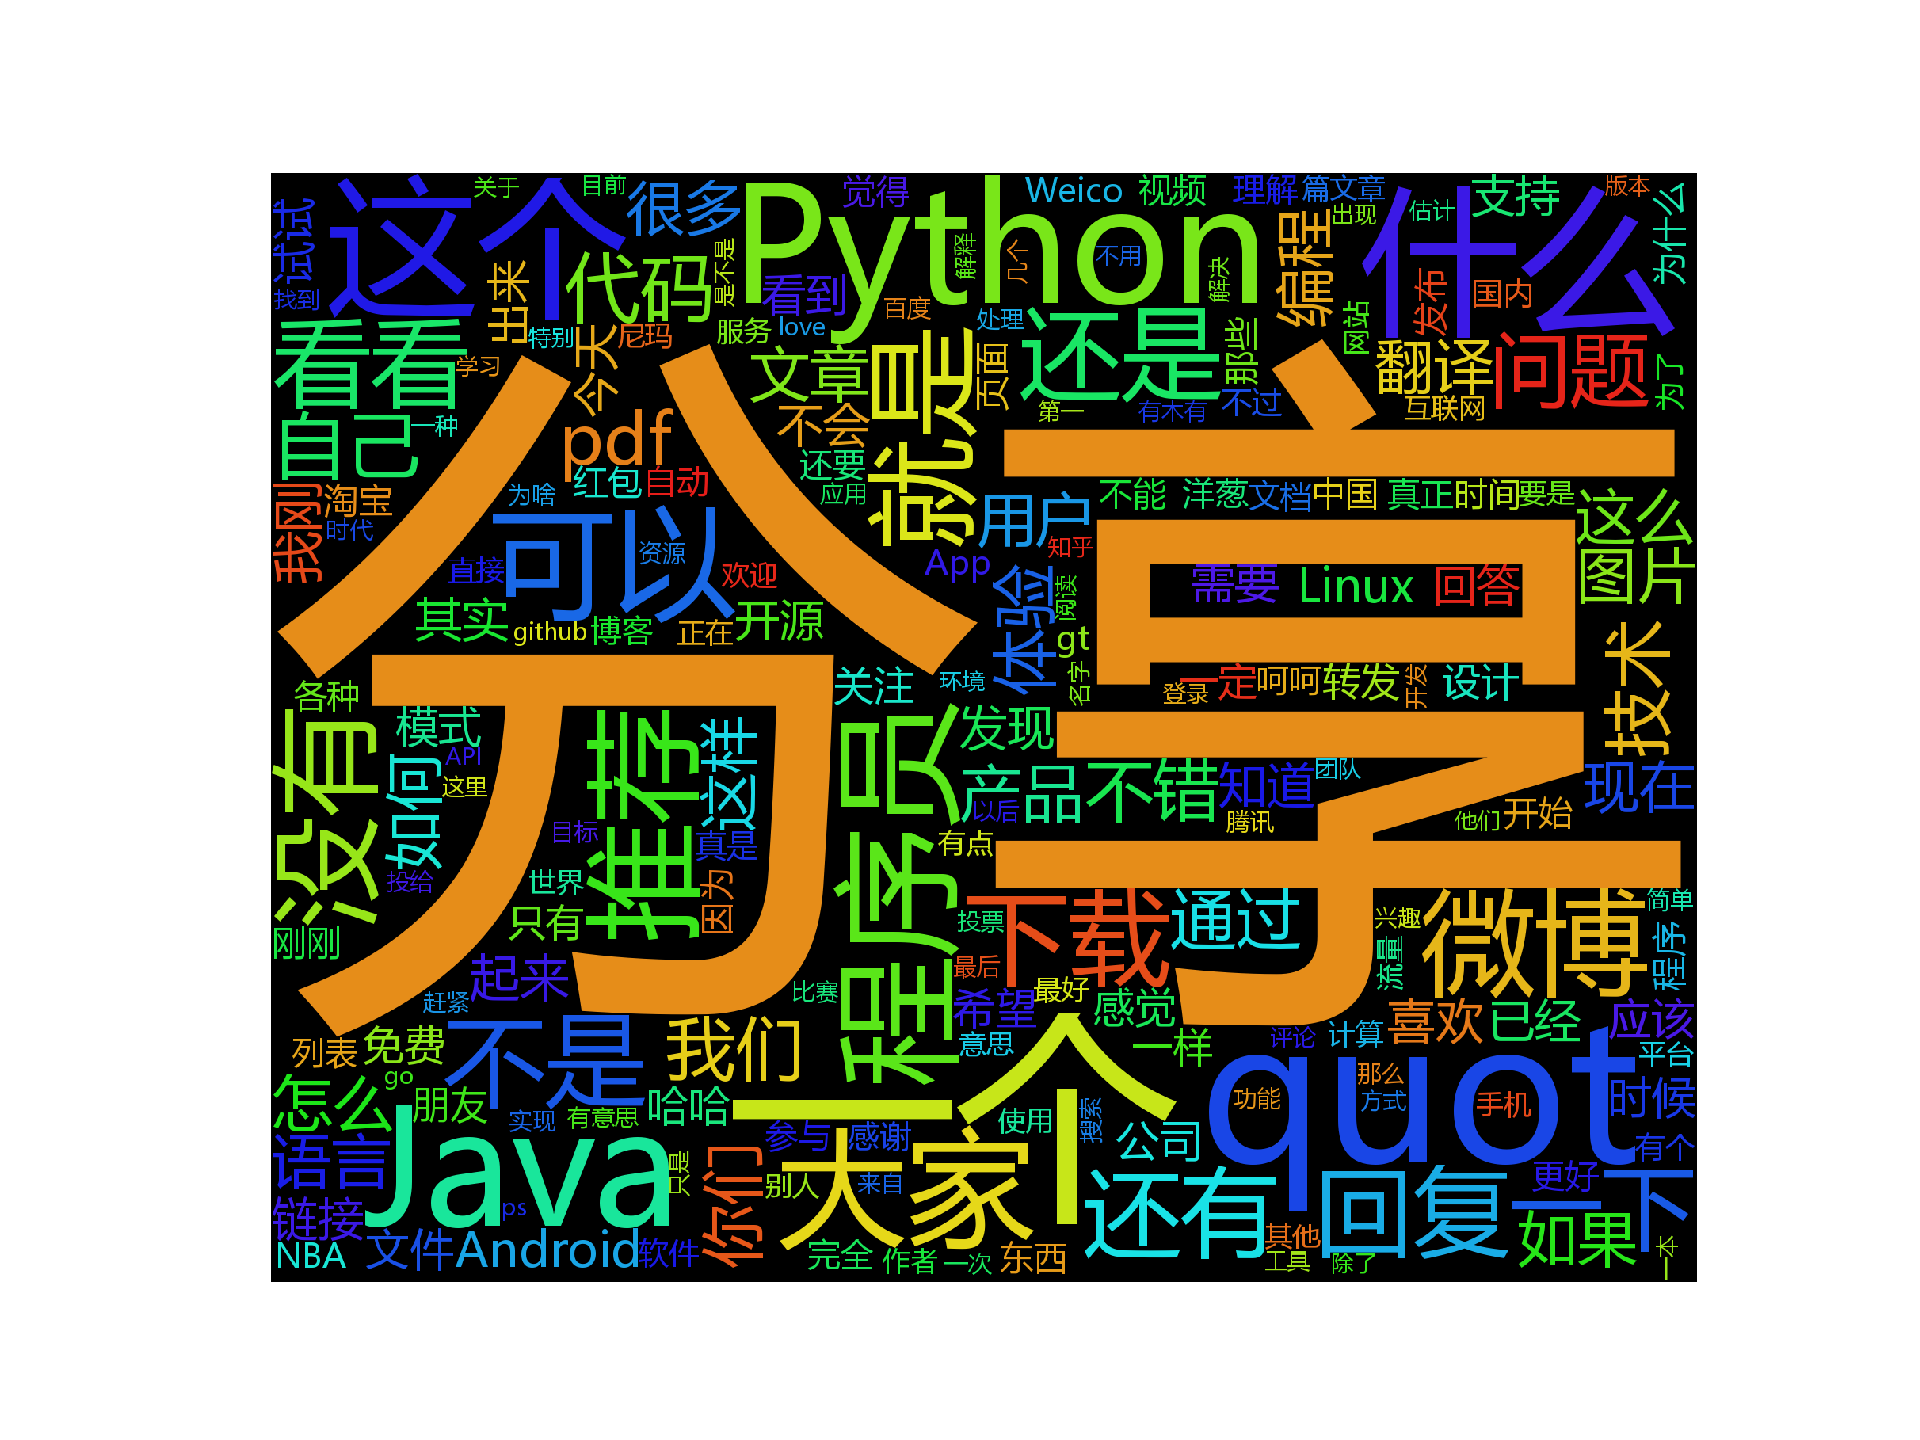 关于
目前
这个
很多
Python
觉得
Weico
视频
理解
篇文章
出现
估计
支持
版本
什么
为什么
试试
找到
出来
代码
是不是
看到
解释
几个
不用
解决
编程
发布
国内
百度
看看
特别
今天
尼玛
服务
love
处理
还是
那些
网站
学习
文章
就是
页面
翻译
问题
为了
自己
一种
pdf
不会
第一
有木有
不过
互联网
还要
我刚
淘宝
时代
为啥
红包
自动
应用
分享
不能
洋葱
文档
中国
真正
时间
要是
这么
可以
资源
用户
直接
欢迎
App
知乎
体验
阅读
需要
Linux
回答
图片
其实
github
博客
正在
开源
gt
技术
各种
关注
环境
名字
登录
一定
呵呵
转发
开发
设计
没有
模式
推荐
这样
程序员
发现
API
这里
如何
产品
不错
知道
团队
现在
目标
真是
以后
腾讯
他们
开始
有点
投给
世界
因为
刚刚
只有
投票
下载
通过
兴趣
微博
简单
起来
最后
流量
程序
赶紧
比赛
希望
最好
感觉
喜欢
已经
应该
列表
免费
不是
我们
意思
一个
一样
评论
计算
平台
go
怎么
朋友
实现
有意思
哈哈
使用
搜索
quot
功能
那么
方式
手机
时候
语言
Java
只是
你们
参与
感谢
大家
公司
有个
别人
来自
还有
回复
更好
一下
链接
ps
如果
一本
NBA
文件
Android
软件
完全
作者
一次
东西
其他
工具
除了